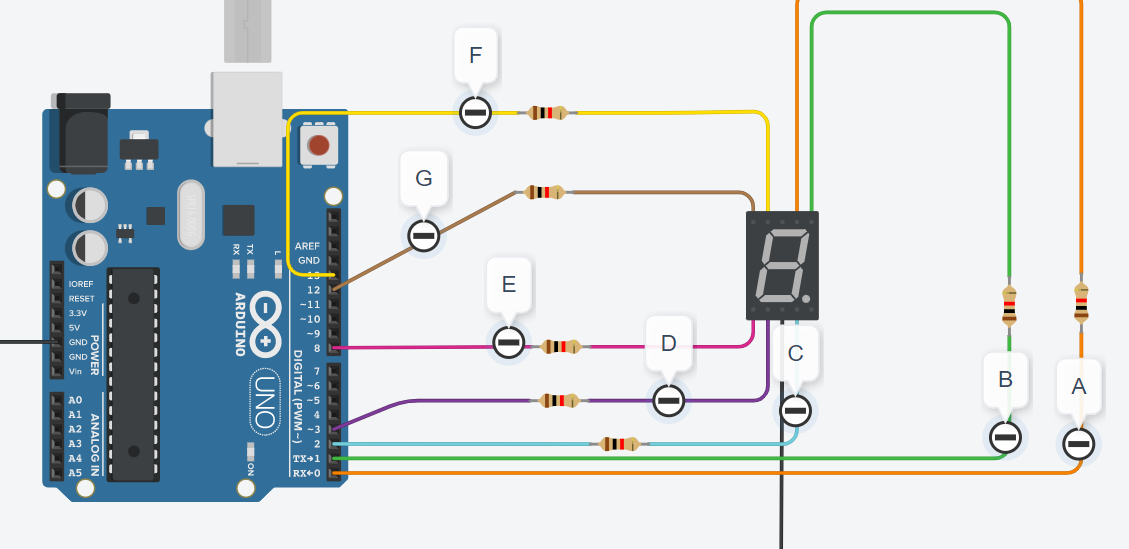 F
G
E
D
C
B
A
AREF
GND
13
12
~11
~10
~9
8
7
~6
~5
4
~3
2
TX→1
RX←0
DIGITAL (PWM~)
IOREF
RESET
3.3V
5V
GND
GND
Vin
POWER
A0
A1
A2
A3
A4
A5
ANALOG IN
RX
TX
L
ARDUINO
UNO
ON